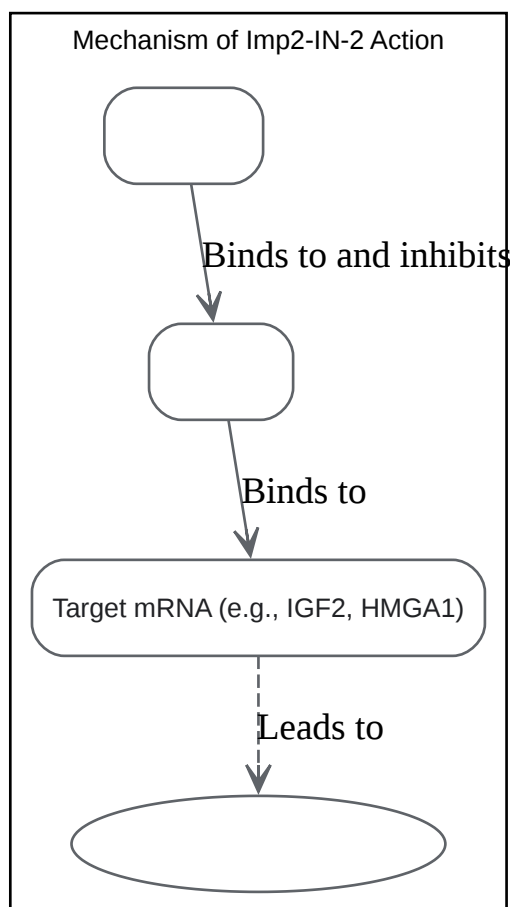 Mechanism of Imp2-IN-2 Action
Binds to and inhibits
Binds to
Target mRNA (e.g., IGF2, HMGA1)
Leads to